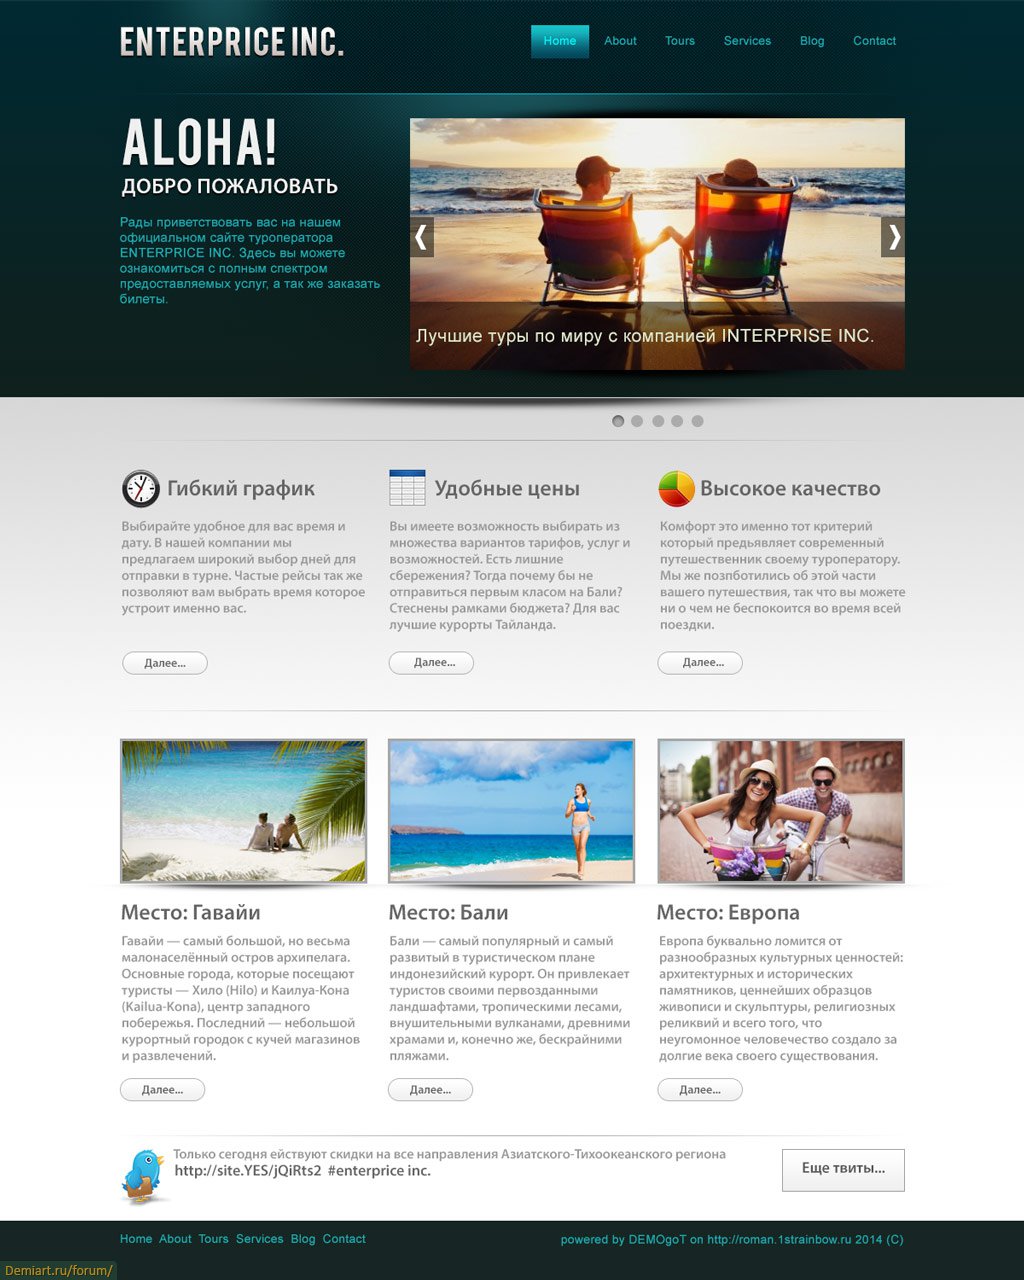 ENTERPRICE INC.
Home About Tours Services Blog Contact
ALOHA!
ДОБРО ПОЖАЛОВАТЬ
Рады приветствовать вас на нашем
официальном сайте туроператора
ENTERPRICE INC. Здесь вы можете
ознакомиться с полным спектром
предоставляемых услуг, а так же заказать
билеты.
Лучшие туры по миру с компанией INTERPRISE INC.
Гибкий график
Выбирайте удобное для вас время и
дату. В нашей компании мы
предлагаем широкий выбор дней для
отправки в турне. Частые рейсы так же
позволяют вам выбрать время которое
устроит именно вас.
Далее...
Удобные цены
Вы имеете возможность выбирать из
множества вариантов тарифов, услуг и
возможностей. Есть лишние
сбережения? Тогда почему бы не
отправиться первым класом на Бали?
Стеснены рамками бюджета? Для вас
лучшие курорты Тайланда.
Далее...
Высокое качество
Комфорт это именно тот критерий
который предьявляет современный
путешественник своему туроператору.
Мы же позпботились об этой части
вашего путешествия, так что вы можете
ни о чем не беспокоится во время всей
поездки.
Далее...
Место: Гавайи
Гавайи — самый большой, но весьма
малонаселённый остров архипелага.
Основные города, которые посещают
туристы — Хило (Hilo) и Каилуа-Кона
(Kailua-Kona), центр западного
побережья. Последний — небольшой
курортный городок с кучей магазинов
и развлечений.
Далее...
Место: Бали
Бали — самый популярный и самый
развитый в туристическом плане
индонезийский курорт. Он привлекает
туристов своими первозданными
ландшафтами, тропическими лесами,
внушительными вулканами, древними
храмами и, конечно же, бескрайними
пляжами.
Далее...
Место: Европа
Европа буквально ломится от
разнообразных культурных ценностей:
архитектурных и исторических
памятников, ценнейших образцов
живописи и скульптуры, религиозных
реликвий и всего того, что
неугомонное человечество создало за
долгие века своего существования.
Далее...
Только сегодня ействуют скидки на все направления Азиатского-Тихоокеанского региона
http://site.YES/jQiRts2 #enterprice inc.
Еще твиты...
Home About Tours Services Blog Contact
powered by DEMOgoT on http://roman.1strainbow.ru 2014 (C)
Demiart.ru/forum/